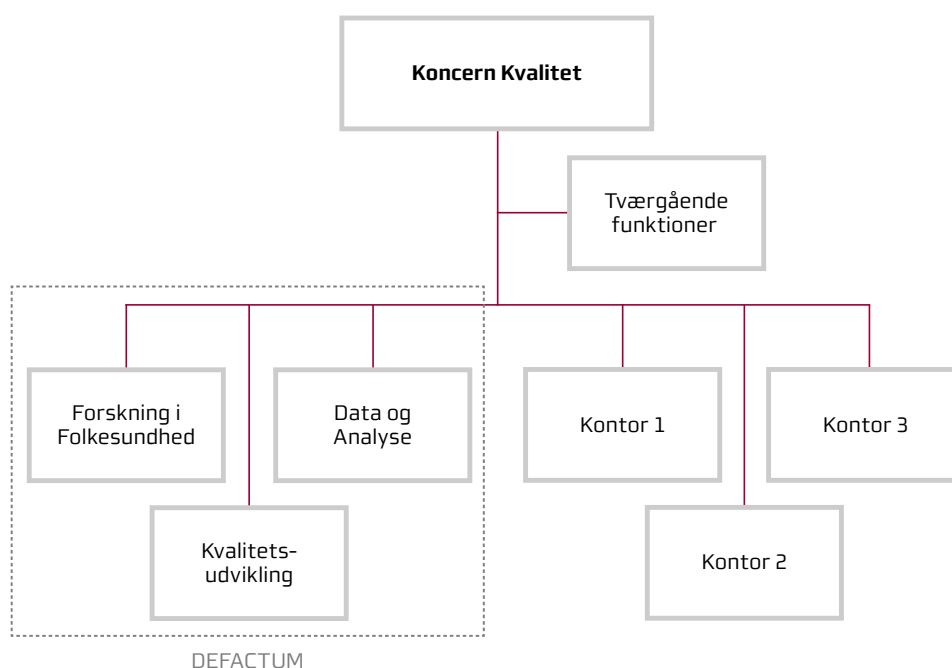 Koncern Kvalitet
Tværgående
funktioner
Forskning i
Folkesundhed
Data og
Analyse
Kontor 1
Kontor 3
Kvalitets-
udvikling
Kontor 2
DEFACTUM